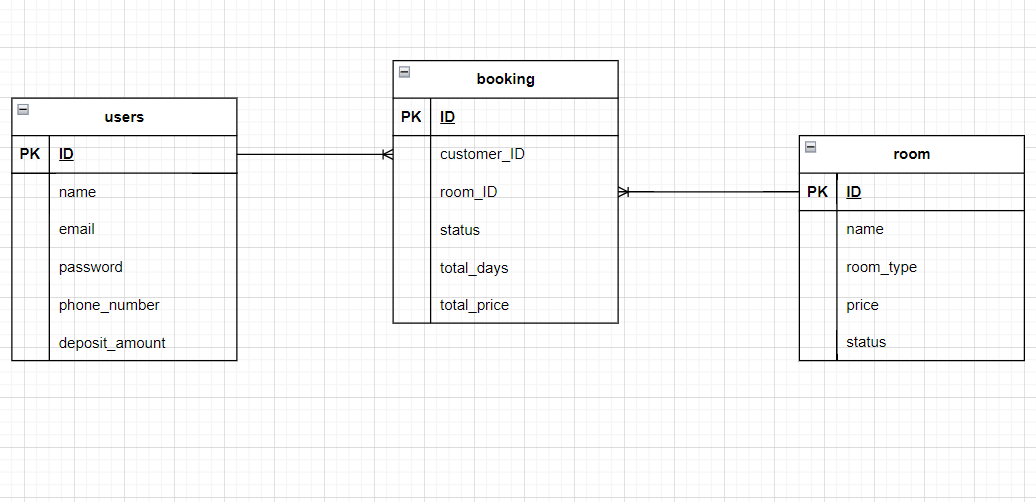 users
PK ID
name
email
password
phone_number
deposit_amount
booking
PK ID
customer_ID
room_ID
status
total_days
total_price
room
PK ID
name
room_type
price
status